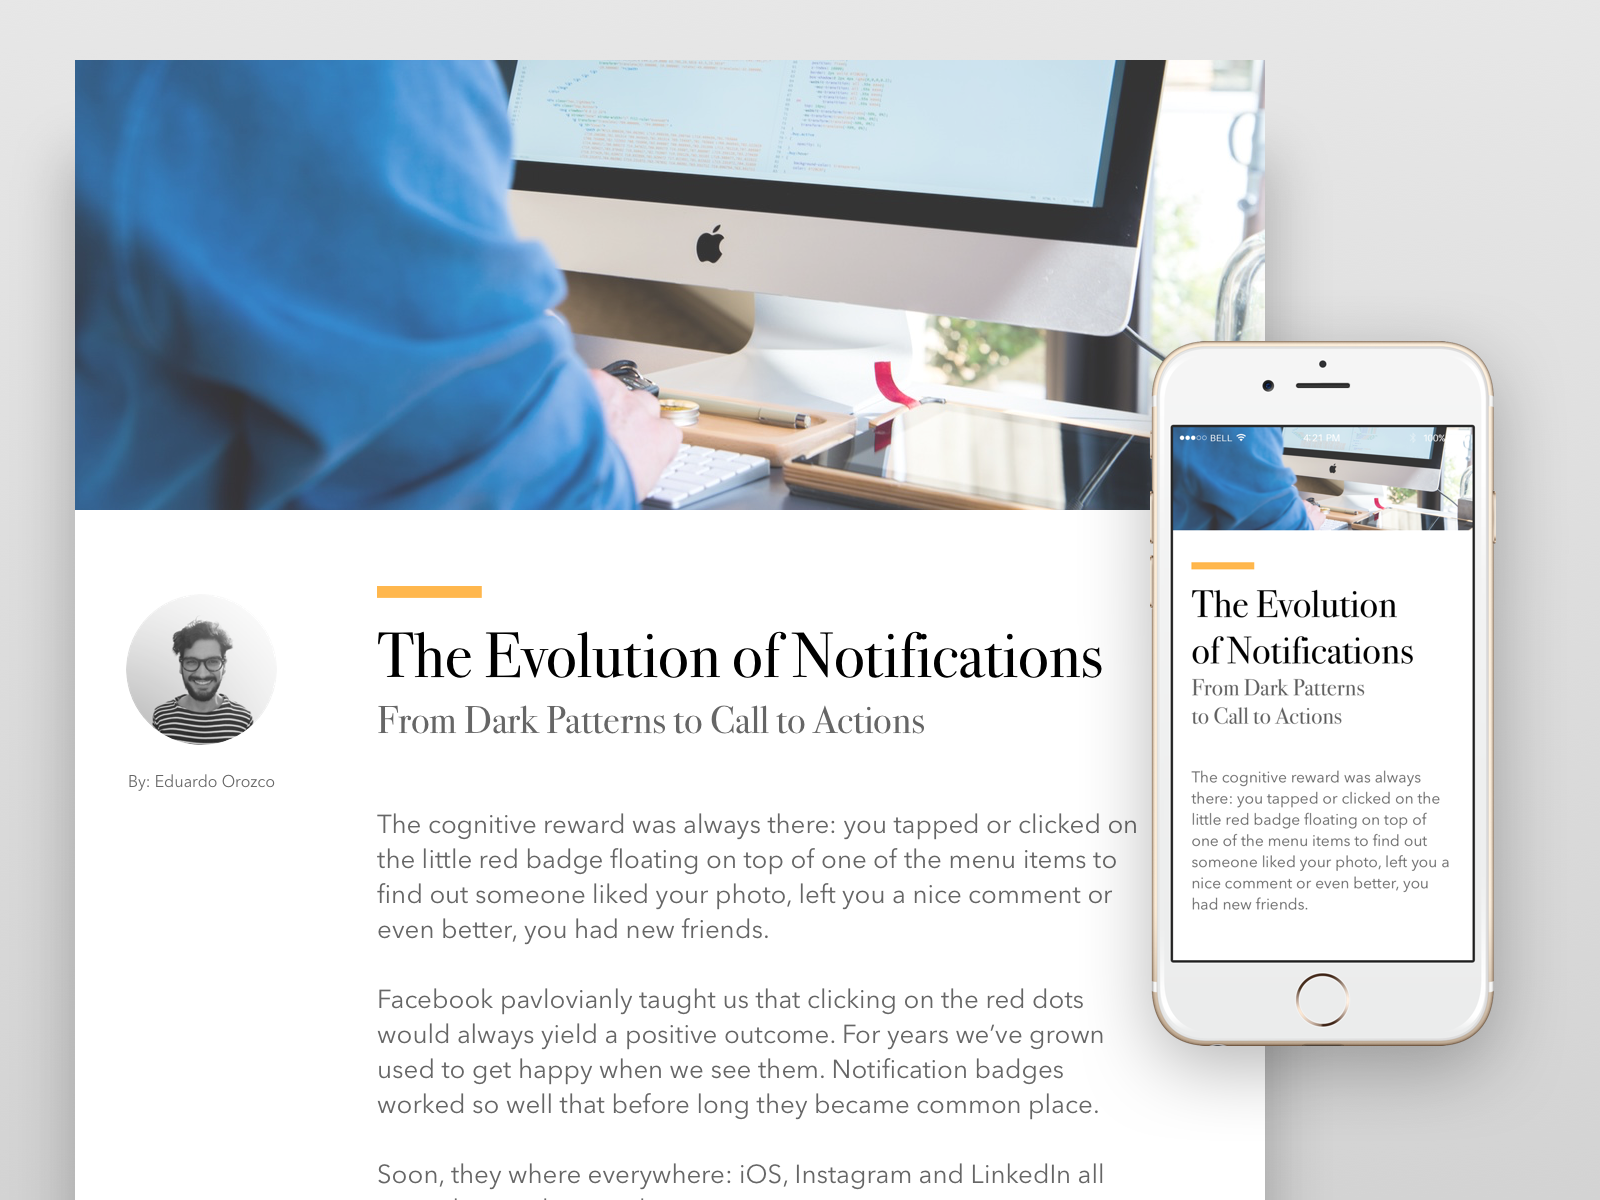 The Evolution of Notifications
From Dark Patterns to Call to Actions
By: Eduardo Orozco
The cognitive reward was always there: you tapped or clicked on
the little red badge floating on top of one of the menu items to
find out someone liked your photo, left you a nice comment or
even better, you had new friends.
Facebook pavlovianly taught us that clicking on the red dots
would always yield a positive outcome. For years we’ve grown
used to get happy when we see them. Notification badges
worked so well that before long they became common place.
Soon, they where everywhere: iOS, Instagram and LinkedIn all
BELL 4:21 PM 100%
The Evolution
of Notifications
From Dark Patterns
to Call to Actions
The cognitive reward was always
there: you tapped or clicked on the
little red badge floating on top of
one of the menu items to find out
someone liked your photo, left you a
nice comment or even better, you
had new friends.